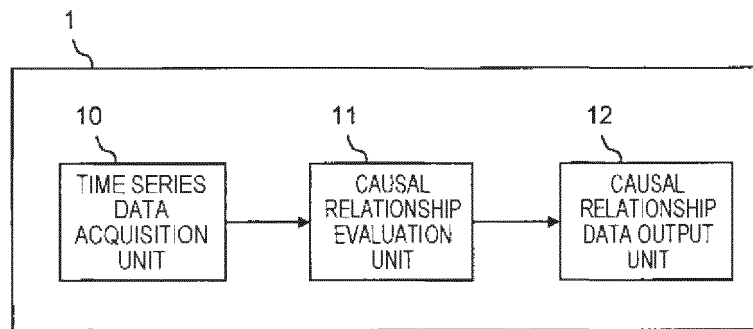 1
10
11
12
TIME SERIES
DATA
ACQUISITION
UNIT
CAUSAL
RELATIONSHIP
EVALUATION
UNIT
CAUSAL
RELATIONSHIP
DATA OUTPUT
UNIT